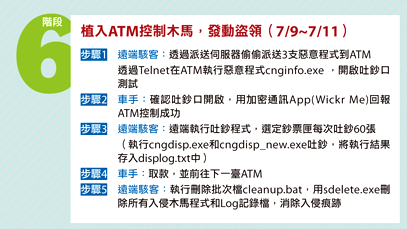 階段
6
植入ATM控制木馬，發動盜領（7/9~7/11）
步驟1 遠端駭客：透過派送伺服器偷偷派送3支惡意程式到ATM
透過Telnet在ATM執行惡意程式cnginfo.exe ，開啟吐鈔口
測試
步驟2 車手：確認吐鈔口開啟，用加密通訊App(Wickr Me)回報
ATM控制成功
步驟3 遠端駭客：遠端執行吐鈔程式，選定鈔票匣每次吐鈔60張
（執行cngdisp.exe和cngdisp_new.exe吐鈔，將執行結果
存入displog.txt中）
步驟4 車手：取款，並前往下一臺ATM
步驟5 遠端駭客：執行刪除批次檔cleanup.bat，用sdelete.exe刪
除所有入侵木馬程式和Log記錄檔，消除入侵痕跡